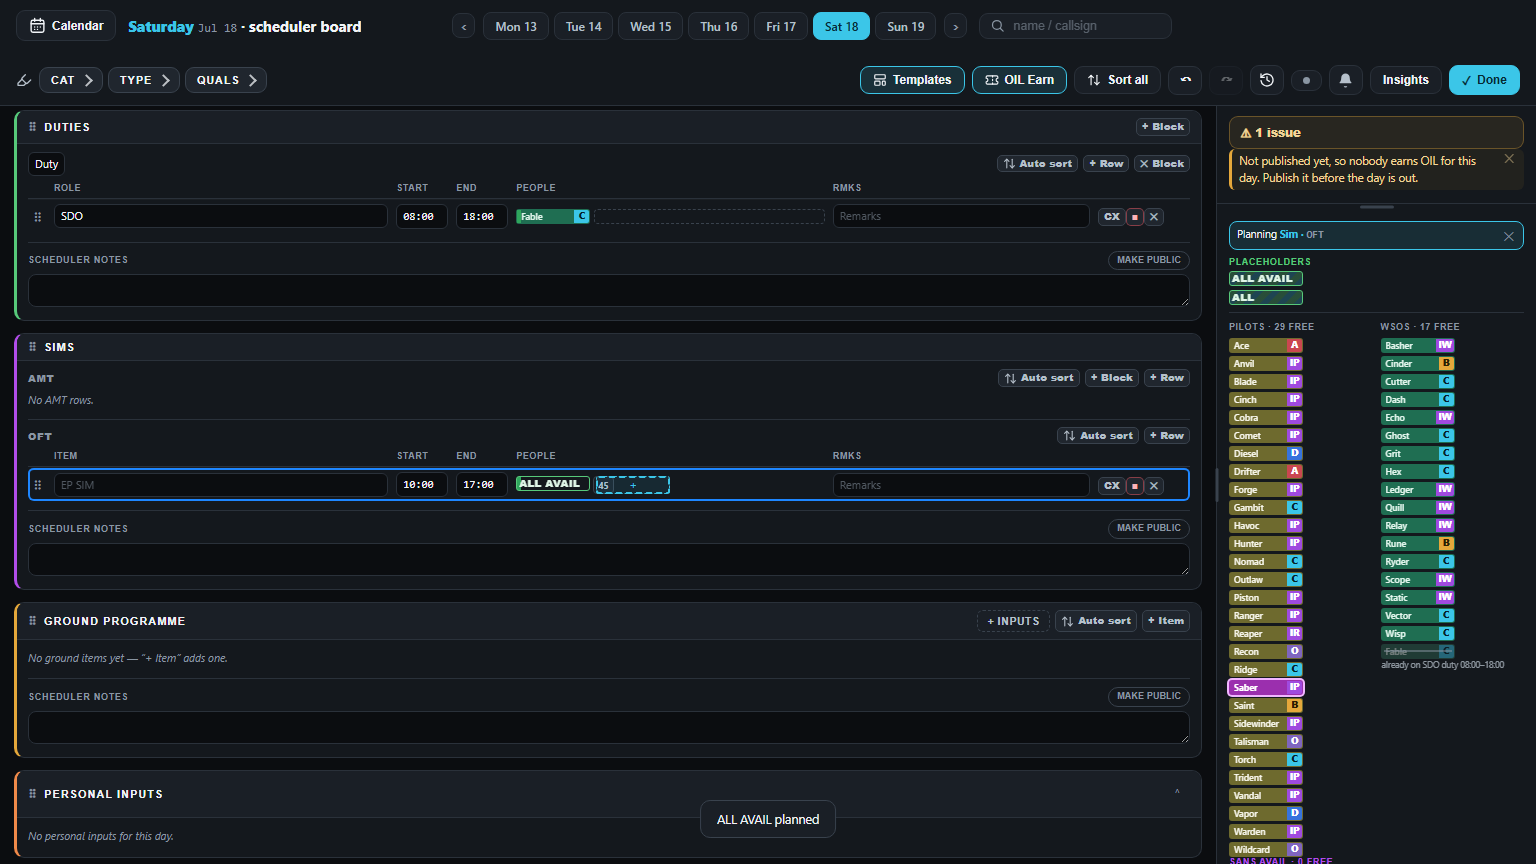 Calendar
Saturday Jul 18 · scheduler board
Mon 13
Tue 14
Wed 15
Thu 16
Fri 17
Sat 18
Sun 19
name / callsign
CAT
TYPE
QUALS
Templates
OIL Earn
Sort all
Insights
✓ Done
DUTIES
+ Block
Duty
Auto sort
+ Row
× Block
ROLE
START
END
PEOPLE
RMKS
SDO
08:00
18:00
Fable C
Remarks
CX
SCHEDULER NOTES
MAKE PUBLIC
SIMS
AMT
Auto sort
+ Block
+ Row
No AMT rows.
OFT
Auto sort
+ Row
ITEM
START
END
PEOPLE
RMKS
EP SIM
10:00
17:00
ALL AVAIL
/45 +
Remarks
CX
SCHEDULER NOTES
MAKE PUBLIC
GROUND PROGRAMME
+ INPUTS
Auto sort
+ Item
No ground items yet — "+ Item" adds one.
SCHEDULER NOTES
MAKE PUBLIC
PERSONAL INPUTS
No personal inputs for this day.
ALL AVAIL planned
⚠ 1 issue
Not published yet, so nobody earns OIL for this
day. Publish it before the day is out.
Planning Sim · OFT
PLACEHOLDERS
ALL AVAIL
ALL
PILOTS · 29 FREE
Ace A
Anvil IP
Blade IP
Cinch IP
Cobra IP
Comet IP
Diesel D
Drifter A
Forge IP
Gambit C
Havoc IP
Hunter IP
Nomad C
Outlaw C
Piston IP
Ranger IP
Reaper IR
Recon O
Ridge C
Saber IP
Saint B
Sidewinder IP
Talisman O
Torch C
Trident IP
Vandal IP
Vapor D
Warden IP
Wildcard O
WSOS · 17 FREE
Basher IW
Cinder B
Cutter C
Dash C
Echo IW
Ghost C
Grit C
Hex C
Ledger IW
Quill IW
Relay IW
Rune B
Ryder C
Scope IW
Static IW
Vector C
Wisp C
Fable C
already on SDO duty 08:00–18:00
SANS AVAIL · 0 FREE